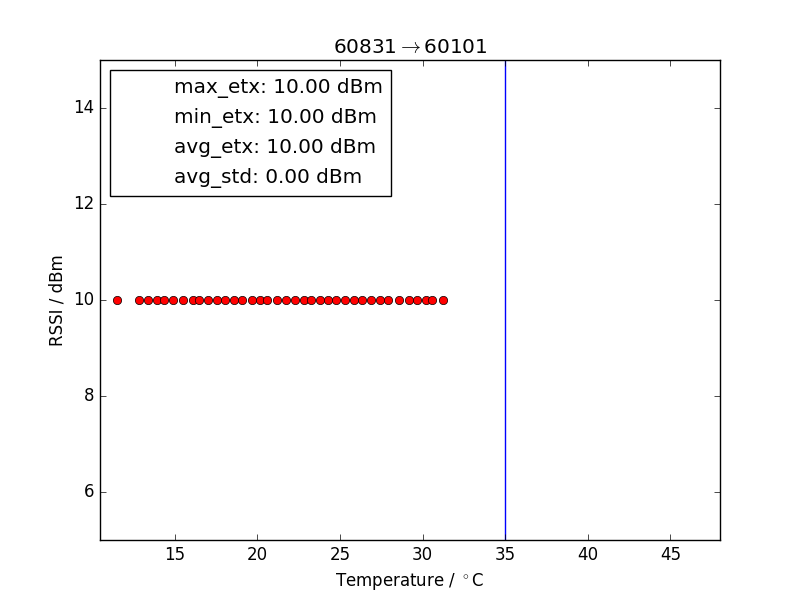 60831→60101
max_etx: 10.00 dBm
min_etx: 10.00 dBm
avg_etx: 10.00 dBm
avg_std: 0.00 dBm
14
12
10
8
6
RSSI / dBm
15 20 25 30 35 40 45
Temperature / °C